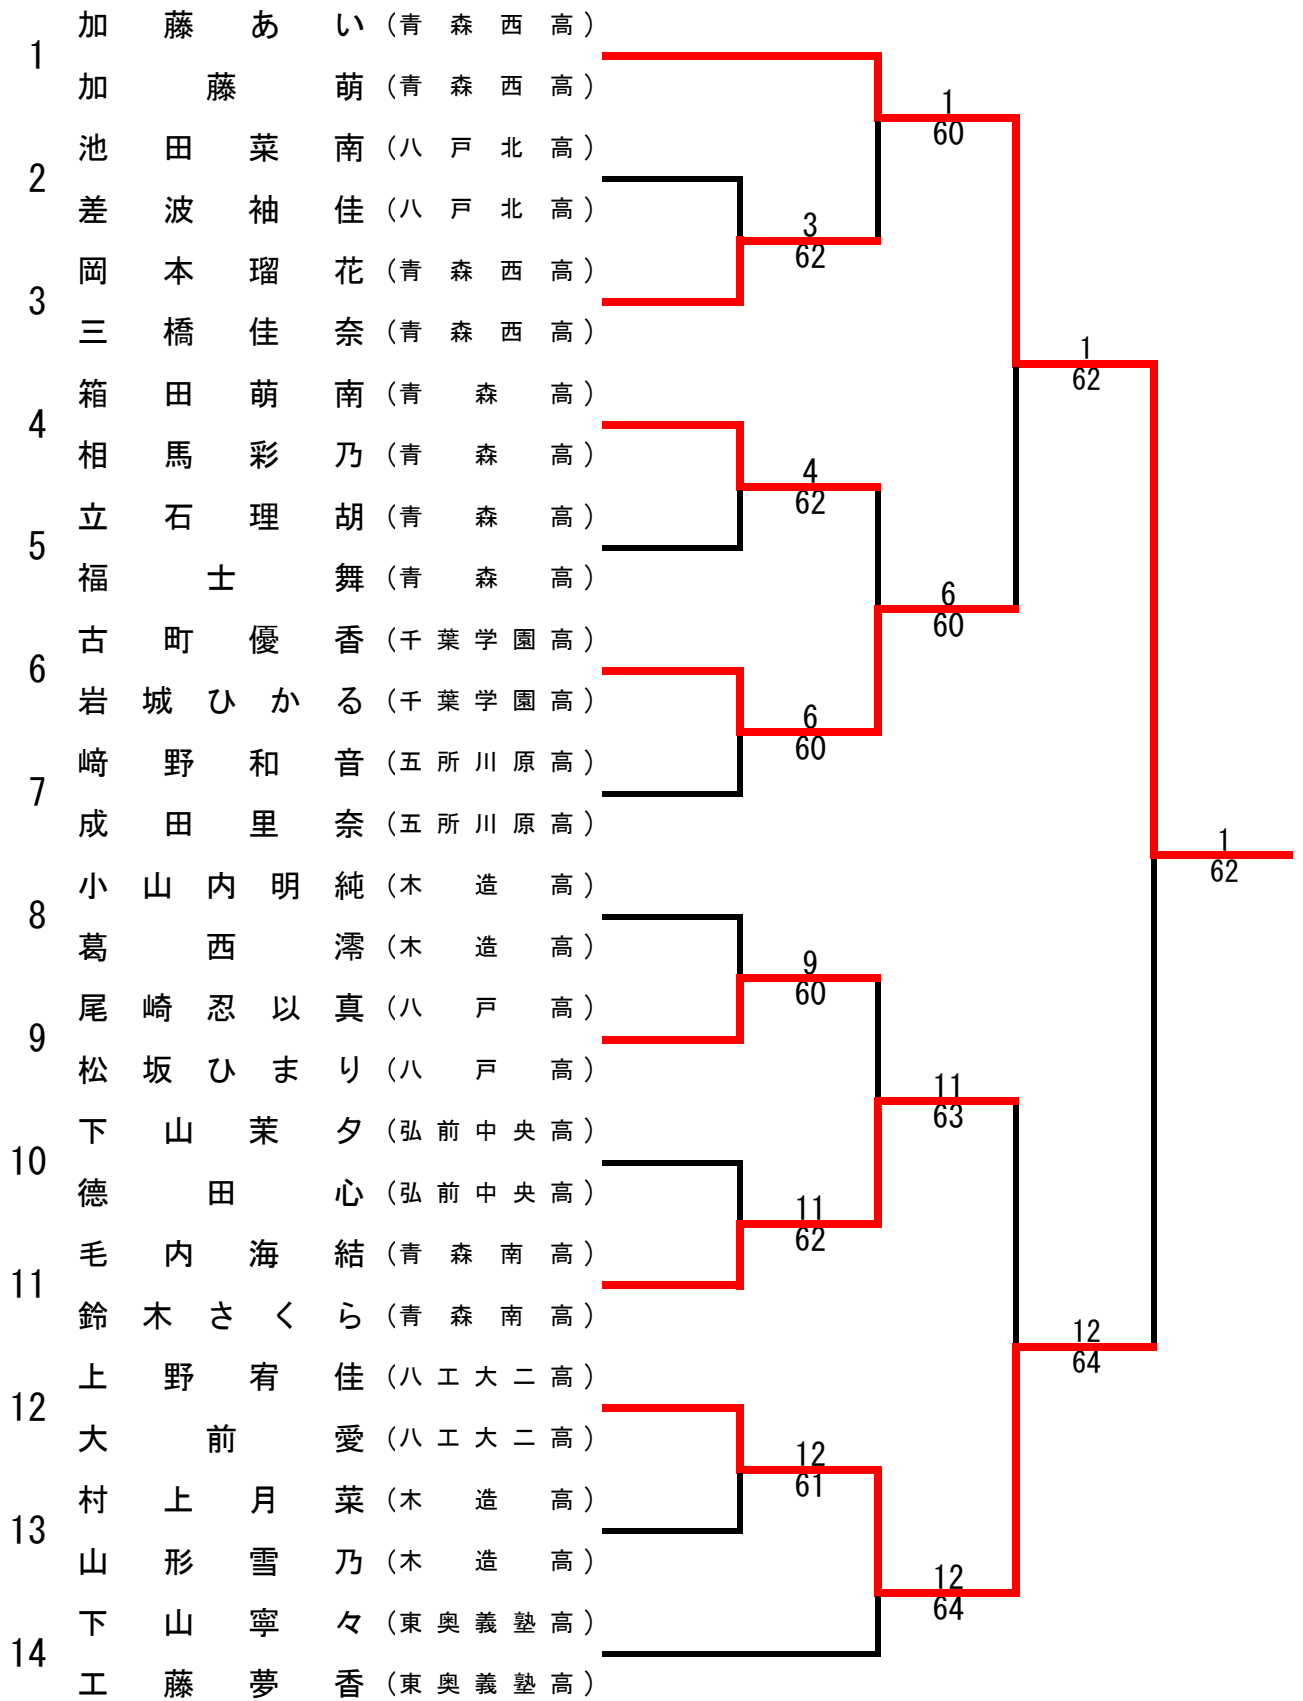 加藤あい(青森西高)
1
加藤萌(青森西高)
1
60
池田菜南(八戸北高)
2
差波袖佳(八戸北高)
3
62
岡本瑠花(青森西高)
3
三橋佳奈(青森西高)
1
62
箱田萌南(青森高)
4
相馬彩乃(青森高)
4
62
立石理胡(青森高)
5
福士舞(青森高)
6
60
古町優香(千葉学園高)
6
岩城ひかる(千葉学園高)
6
60
﨑野和音(五所川原高)
7
成田里奈(五所川原高)
1
62
小山内明純(木造高)
8
葛西澪(木造高)
9
60
尾崎忍以真(八戸高)
9
松坂ひまり(八戸高)
11
63
下山茉夕(弘前中央高)
10
德田心(弘前中央高)
11
62
毛内海結(青森南高)
11
鈴木さくら(青森南高)
12
64
上野宥佳(八工大二高)
12
大前愛(八工大二高)
12
61
村上月菜(木造高)
13
山形雪乃(木造高)
12
64
下山寧々(東奥義塾高)
14
工藤夢香(東奥義塾高)